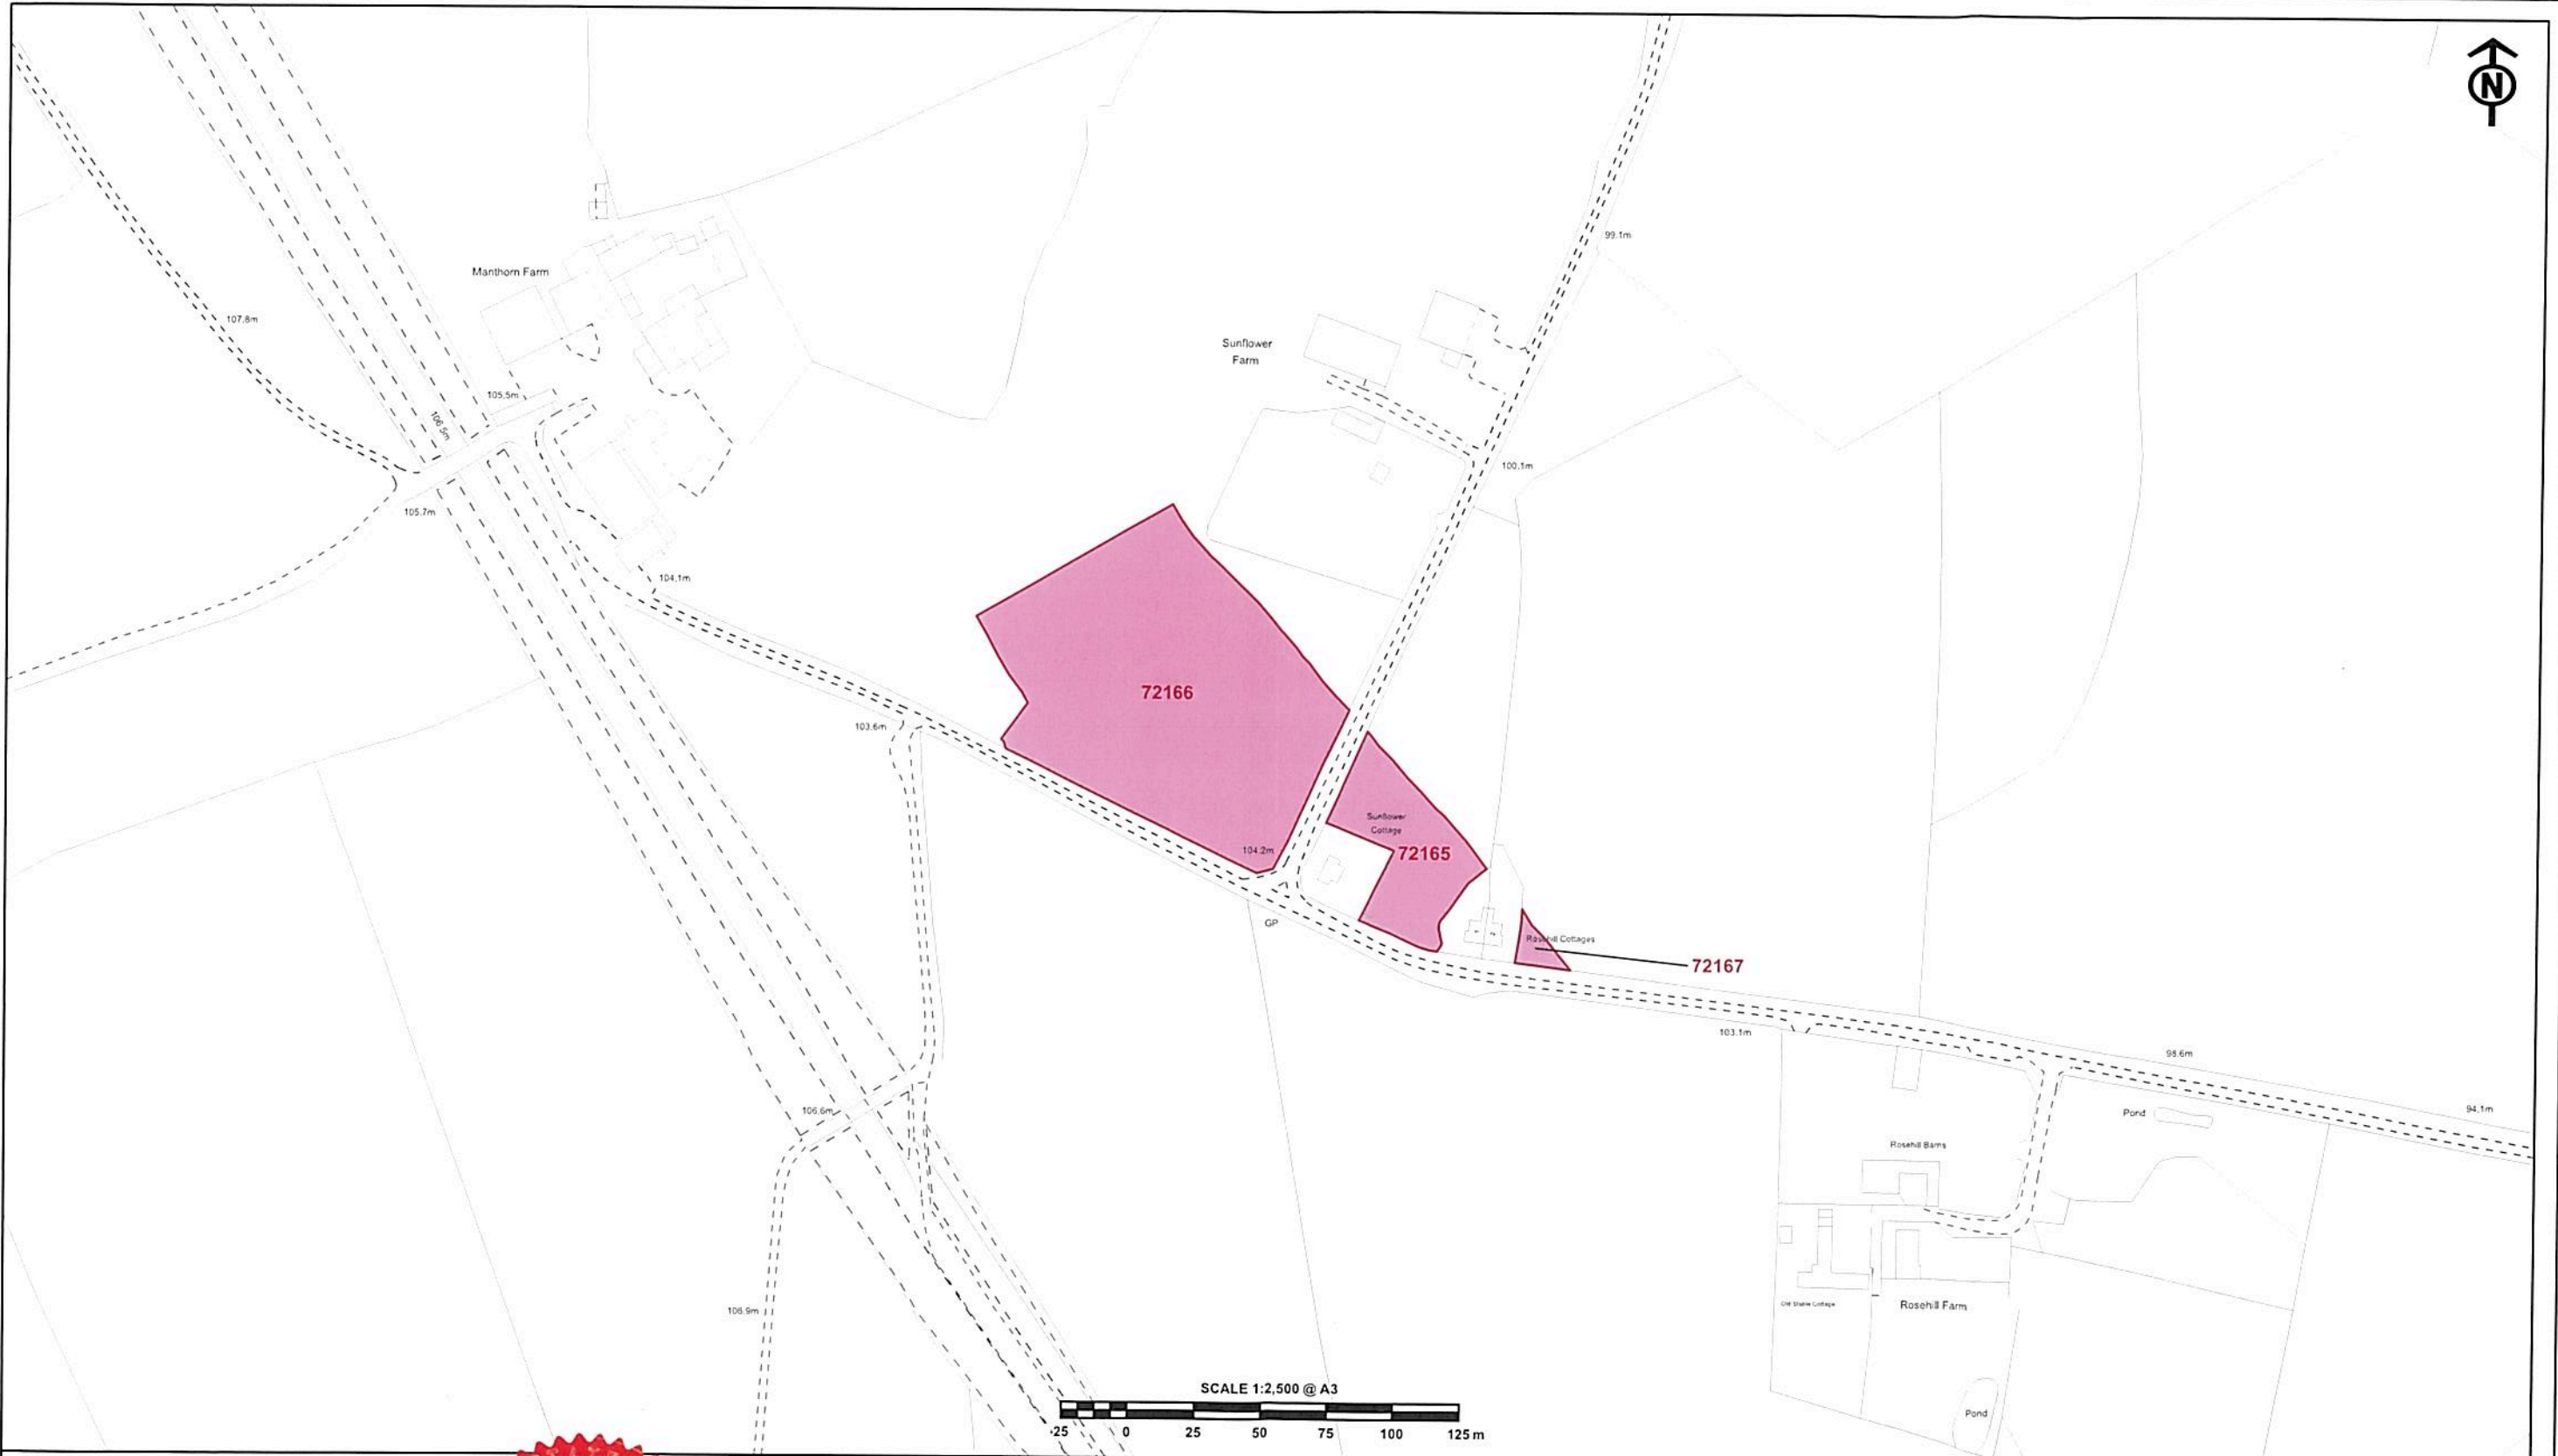 N
99.1m
Manthorn Farm
107.8m
Sunflower
Farm
105.5m
106.5m
100.1m
105.7m
104.1m
72166
103.6m
Sunflower
Cottage
104.2m
72165
GP
Rosehill Cottages
72167
103.1m
98.6m
94.1m
106.6m
Pond
Rosehill Barns
Old Stable Cottage
Rosehill Farm
106.9m
SCALE 1:2,500 @ A3
-25 0 25 50 75 100 125 m
Pond